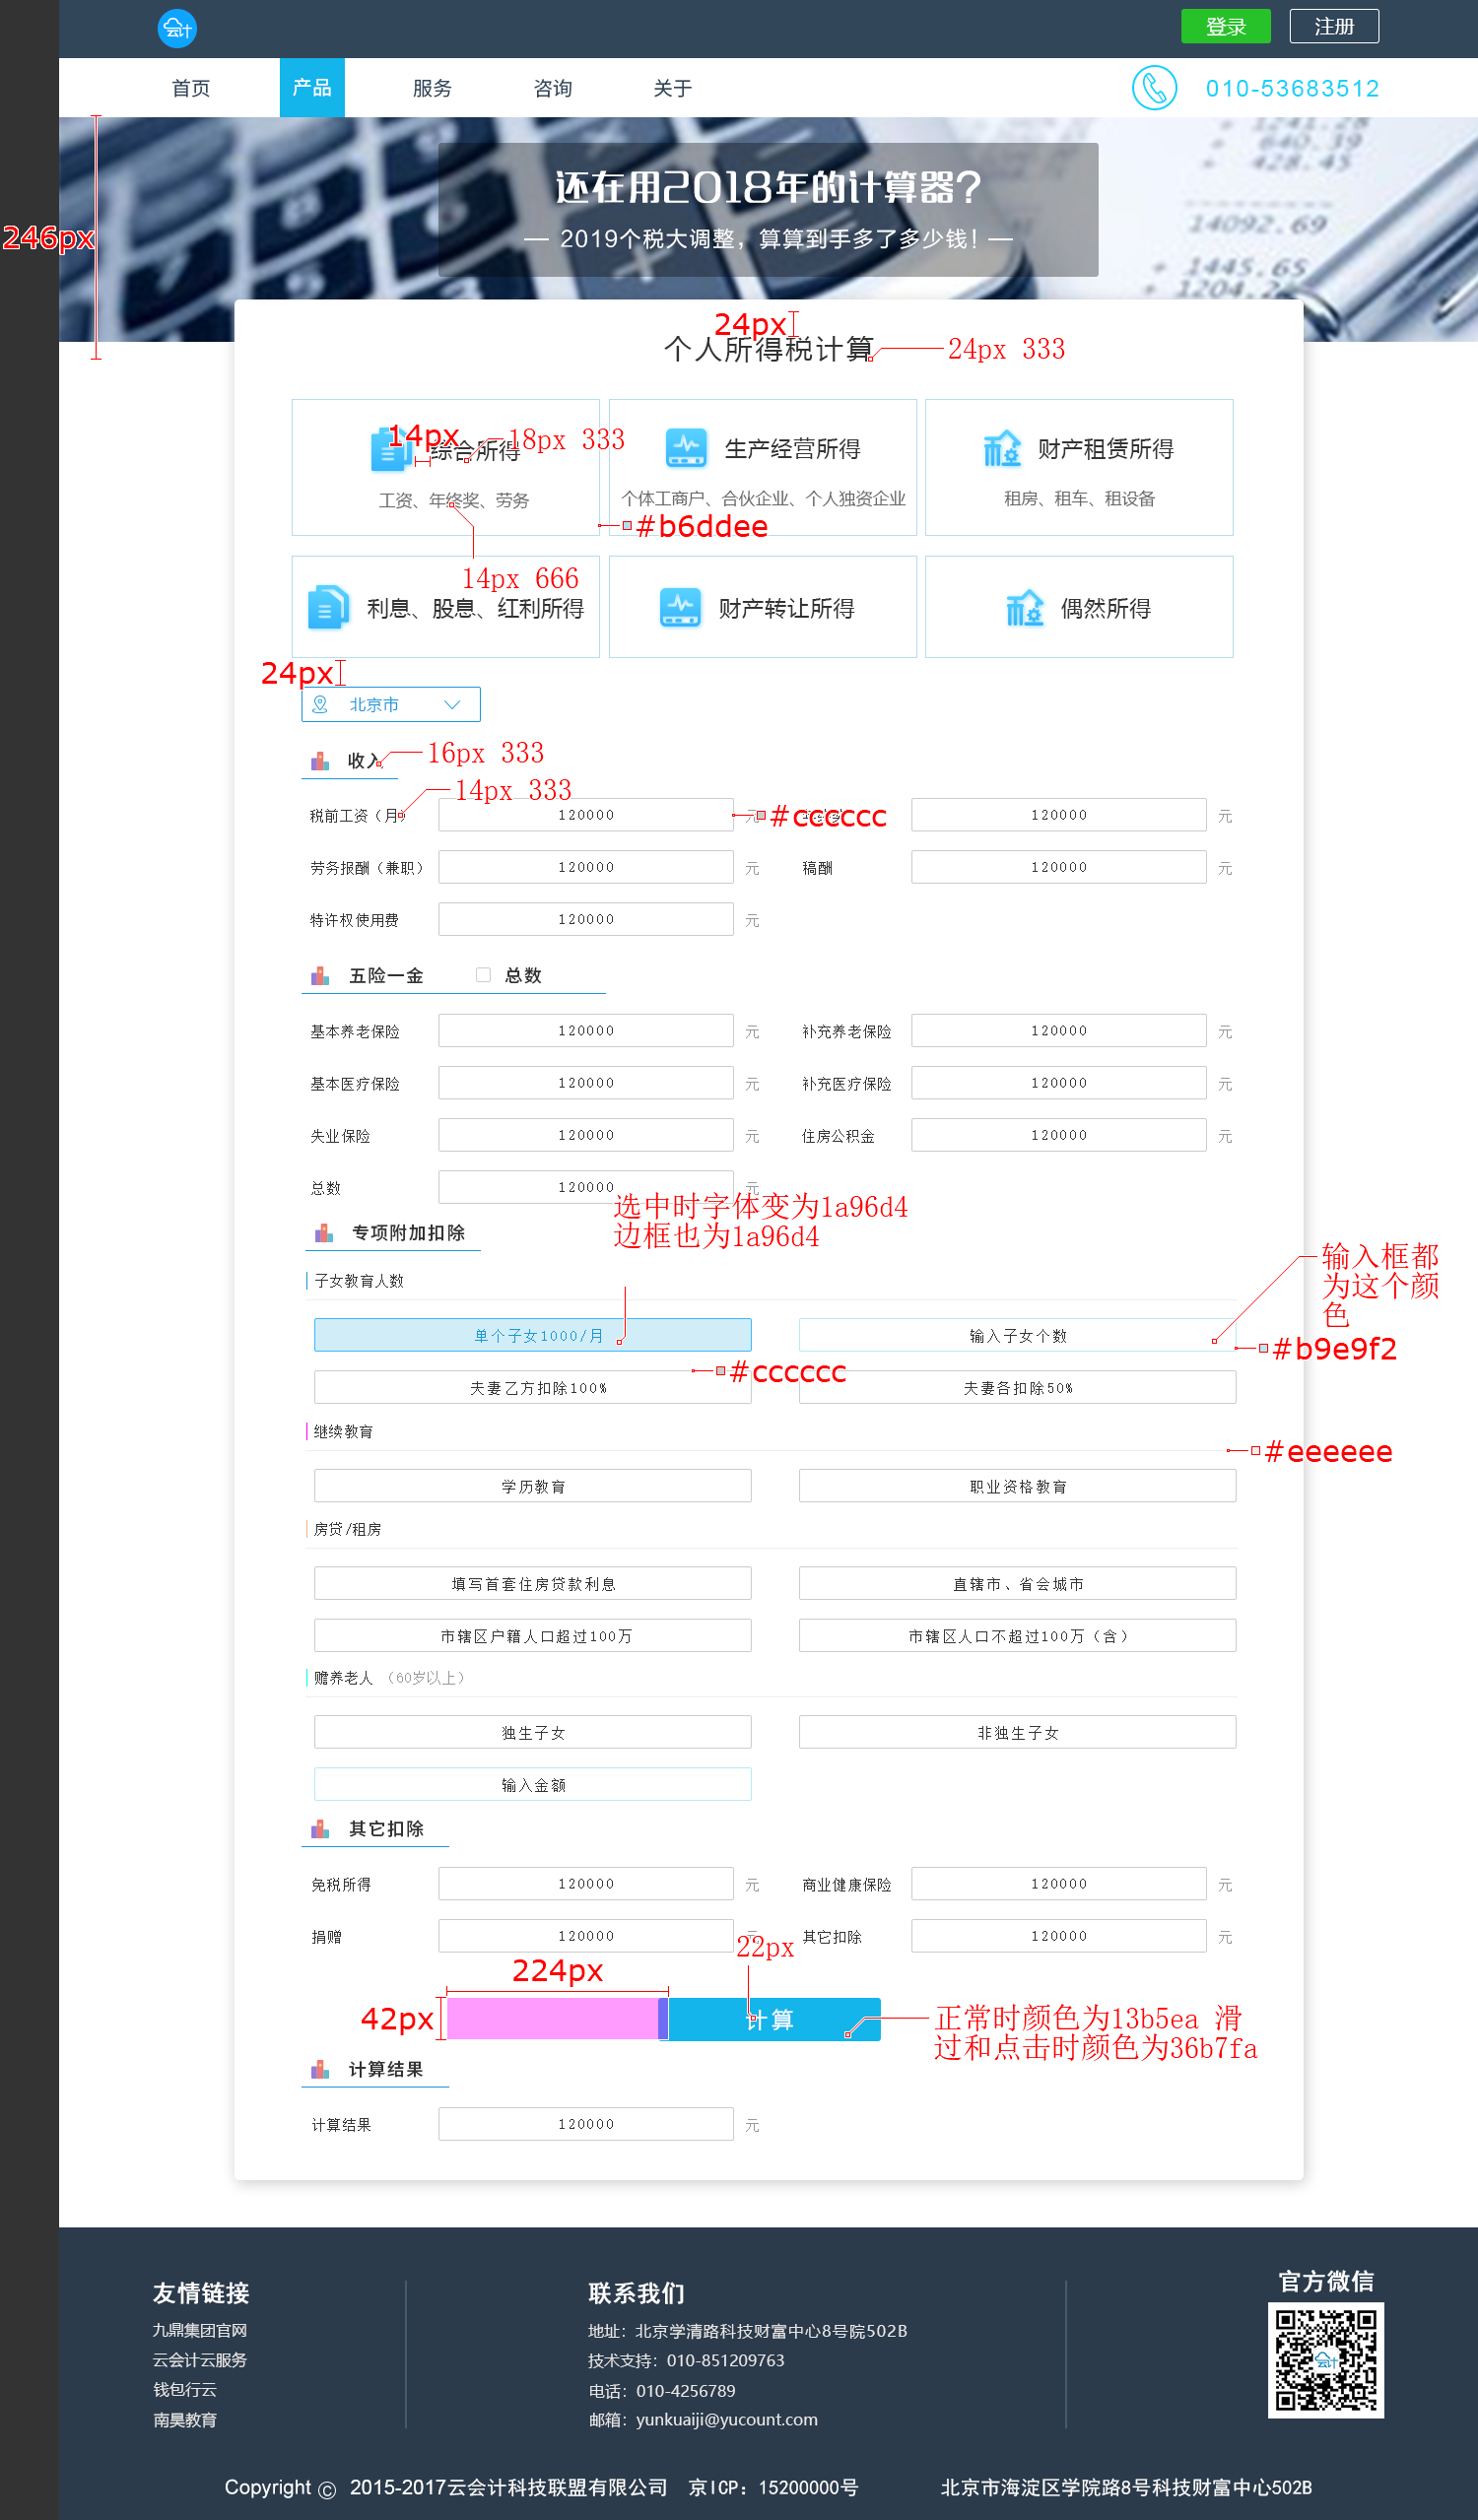 云计
登录
注册
首页
产品
服务
咨询
关于
010-53683512
1241.28
640.39
428.45
14092.69
1445.65
还在用2018年的计算器？
— 2019个税大调整，算算到手多了多少钱！—
246px
24px
个人所得税计算
24px 333
14px
综合所得
18px 333
生产经营所得
财产租赁所得
工资、年终奖、劳务
个体工商户、合伙企业、个人独资企业
租房、租车、租设备
#b6ddee
14px 666
利息、股息、红利所得
财产转让所得
偶然所得
24px
北京市
收入
16px 333
14px 333
税前工资（月）
120000
元
#cccccc
120000
元
劳务报酬（兼职）
120000
元
稿酬
120000
元
特许权使用费
120000
元
五险一金
总数
基本养老保险
120000
元
补充养老保险
120000
元
基本医疗保险
120000
元
补充医疗保险
120000
元
失业保险
120000
元
住房公积金
120000
元
总数
120000
元
选中时字体变为1a96d4
边框也为1a96d4
专项附加扣除
输入框都
为这个颜
色
子女教育人数
单个子女1000/月
输入子女个数
#b9e9f2
#cccccc
夫妻乙方扣除100%
夫妻各扣除50%
继续教育
#eeeeee
学历教育
职业资格教育
房贷/租房
填写首套住房贷款利息
直辖市、省会城市
市辖区户籍人口超过100万
市辖区人口不超过100万（含）
赡养老人 （60岁以上）
独生子女
非独生子女
输入金额
其它扣除
免税所得
120000
元
商业健康保险
120000
元
捐赠
120000
元
其它扣除
120000
元
22px
224px
42px
计算
正常时颜色为13b5ea 滑
过和点击时颜色为36b7fa
计算结果
计算结果
120000
元
友情链接
九鼎集团官网
云会计云服务
钱包行云
南昊教育
联系我们
地址：北京学清路科技财富中心8号院502B
技术支持：010-851209763
电话：010-4256789
邮箱：yunkuaiji@yucount.com
官方微信
云计
Copyright © 2015-2017云会计科技联盟有限公司 京ICP：15200000号 北京市海淀区学院路8号科技财富中心502B